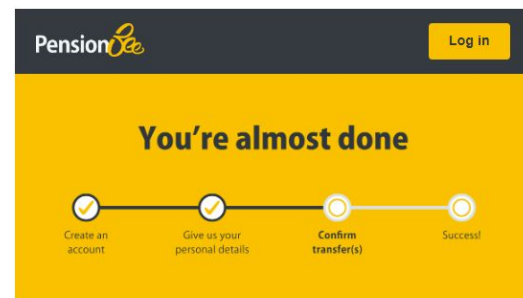 PensionBee
Log in
You're almost done
Create an
account
Give us your
personal details
Confirm
transfer(s)
Success!